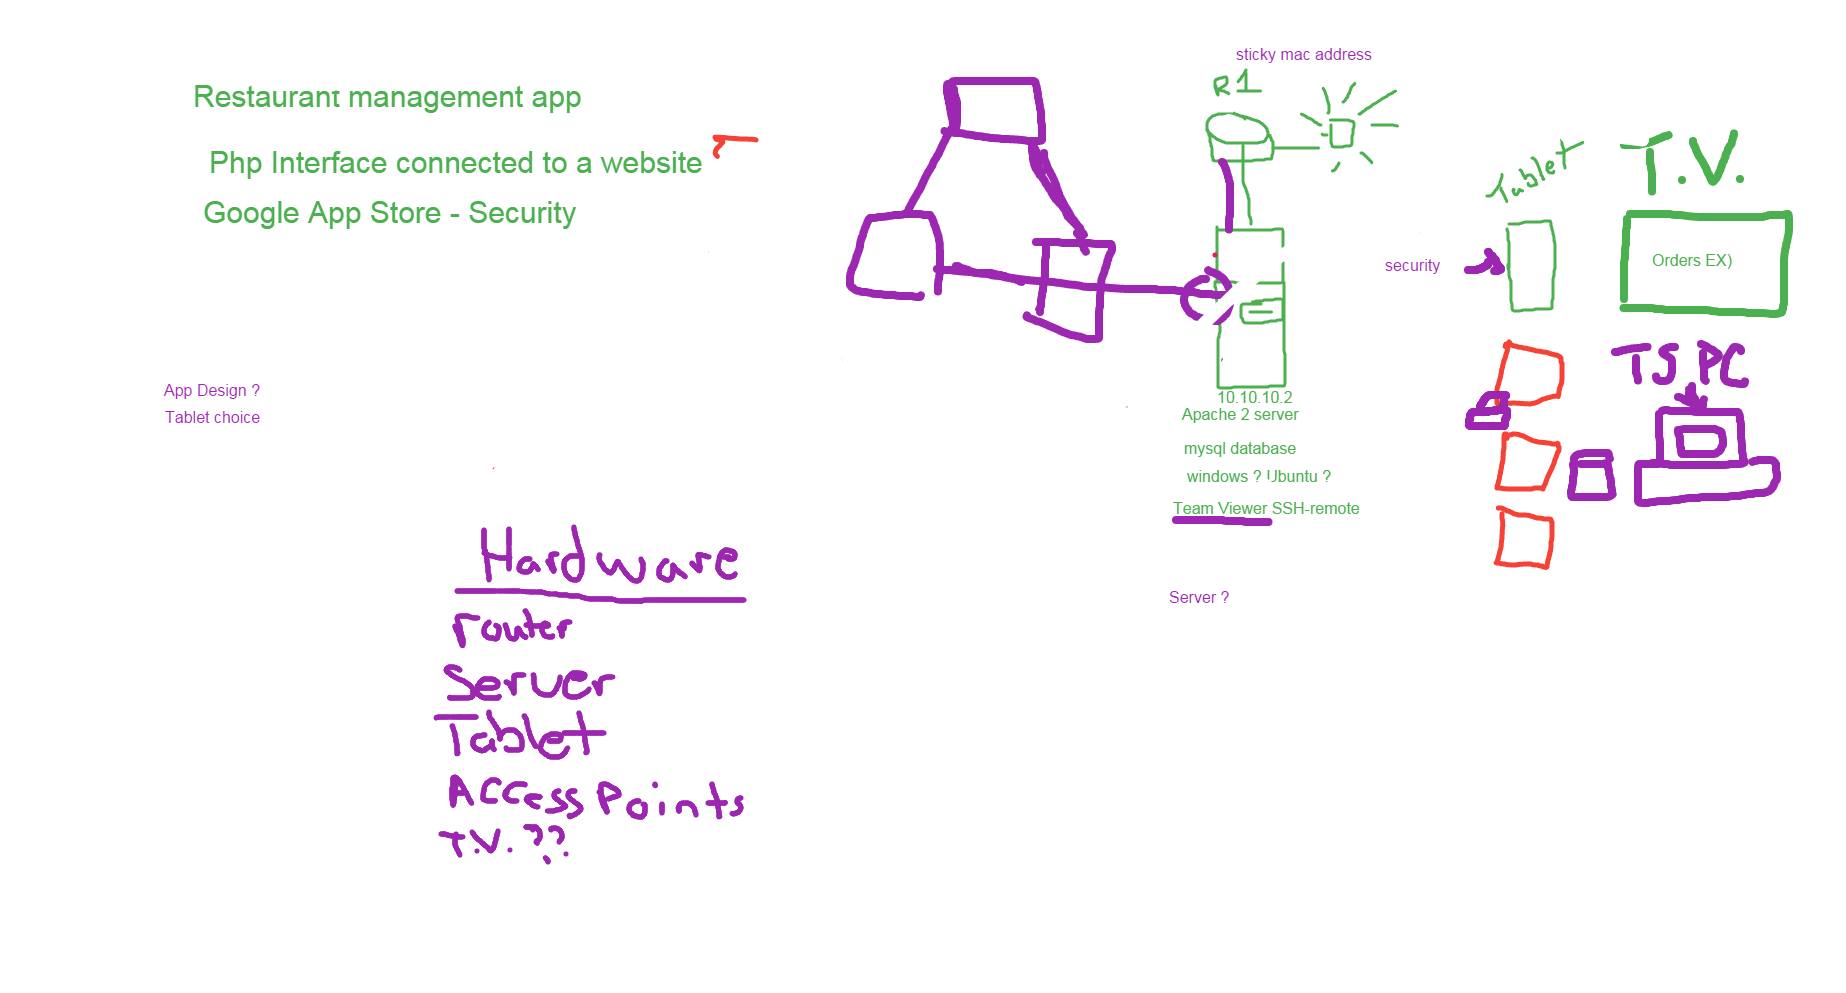 Restaurant management app
Php Interface connected to a website
Google App Store - Security
App Design ?
Tablet choice
Hardware
router
Server
Tablet
Access Points
T.V. ??
sticky mac address
R1
10.10.10.2
Apache 2 server
mysql database
windows ? Ubuntu ?
Team Viewer SSH-remote
Server ?
Tablet
security
T.V.
Orders EX)
TS PC